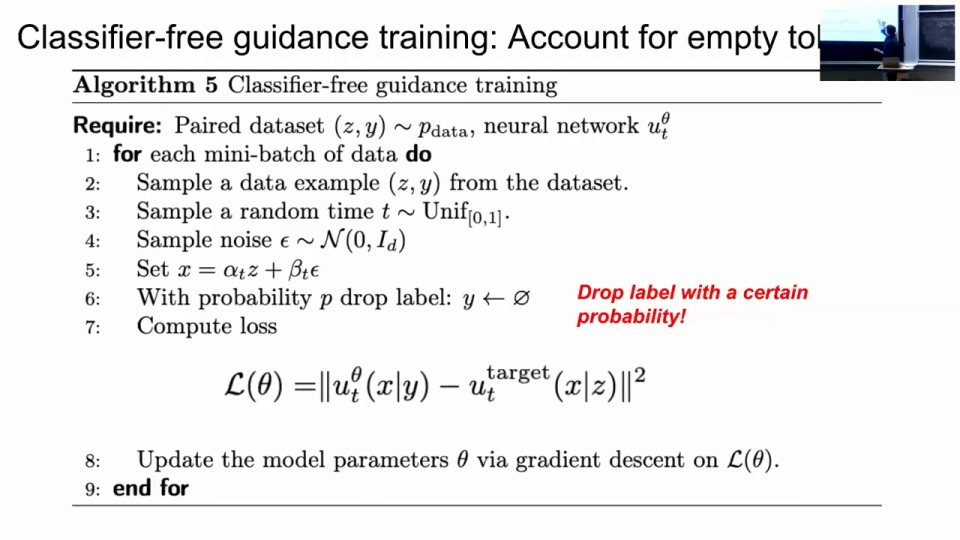 Classifier-free guidance training: Account for empty
Algorithm 5 Classifier-free guidance training
Require: Paired dataset (z, y) ∼ p_data, neural network u_t^θ
1: for each mini-batch of data do
2: Sample a data example (z, y) from the dataset.
3: Sample a random time t ∼ Unif_[0,1].
4: Sample noise ϵ ∼ 𝒩(0, I_d)
5: Set x = α_t z + β_t ϵ
6: With probability p drop label: y ← ∅
Drop label with a certain
probability!
7: Compute loss
ℒ(θ) = ||u_t^θ(x|y) − u_t^target(x|z)||^2
8: Update the model parameters θ via gradient descent on ℒ(θ).
9: end for